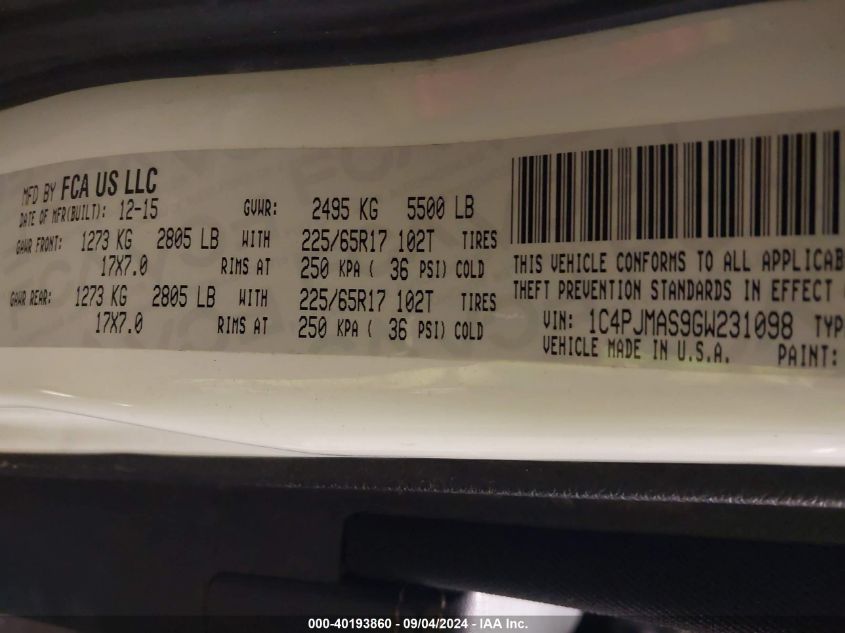 MFD BY FCA US LLC
DATE OF MFR(BUILT): 12-15 GVWR: 2495 KG 5500 LB
GAWR FRONT: 1273 KG 2805 LB WITH 225/65R17 102T TIRES
17X7.0 RIMS AT 250 KPA ( 36 PSI) COLD
GAWR REAR: 1273 KG 2805 LB WITH 225/65R17 102T TIRES
17X7.0 RIMS AT 250 KPA ( 36 PSI) COLD
THIS VEHICLE CONFORMS TO ALL APPLICAB
THEFT PREVENTION STANDARDS IN EFFECT
VIN: 1C4PJMAS9GW231098 TYP
VEHICLE MADE IN U.S.A. PAINT:
000-40193860 - 09/04/2024 - IAA Inc.